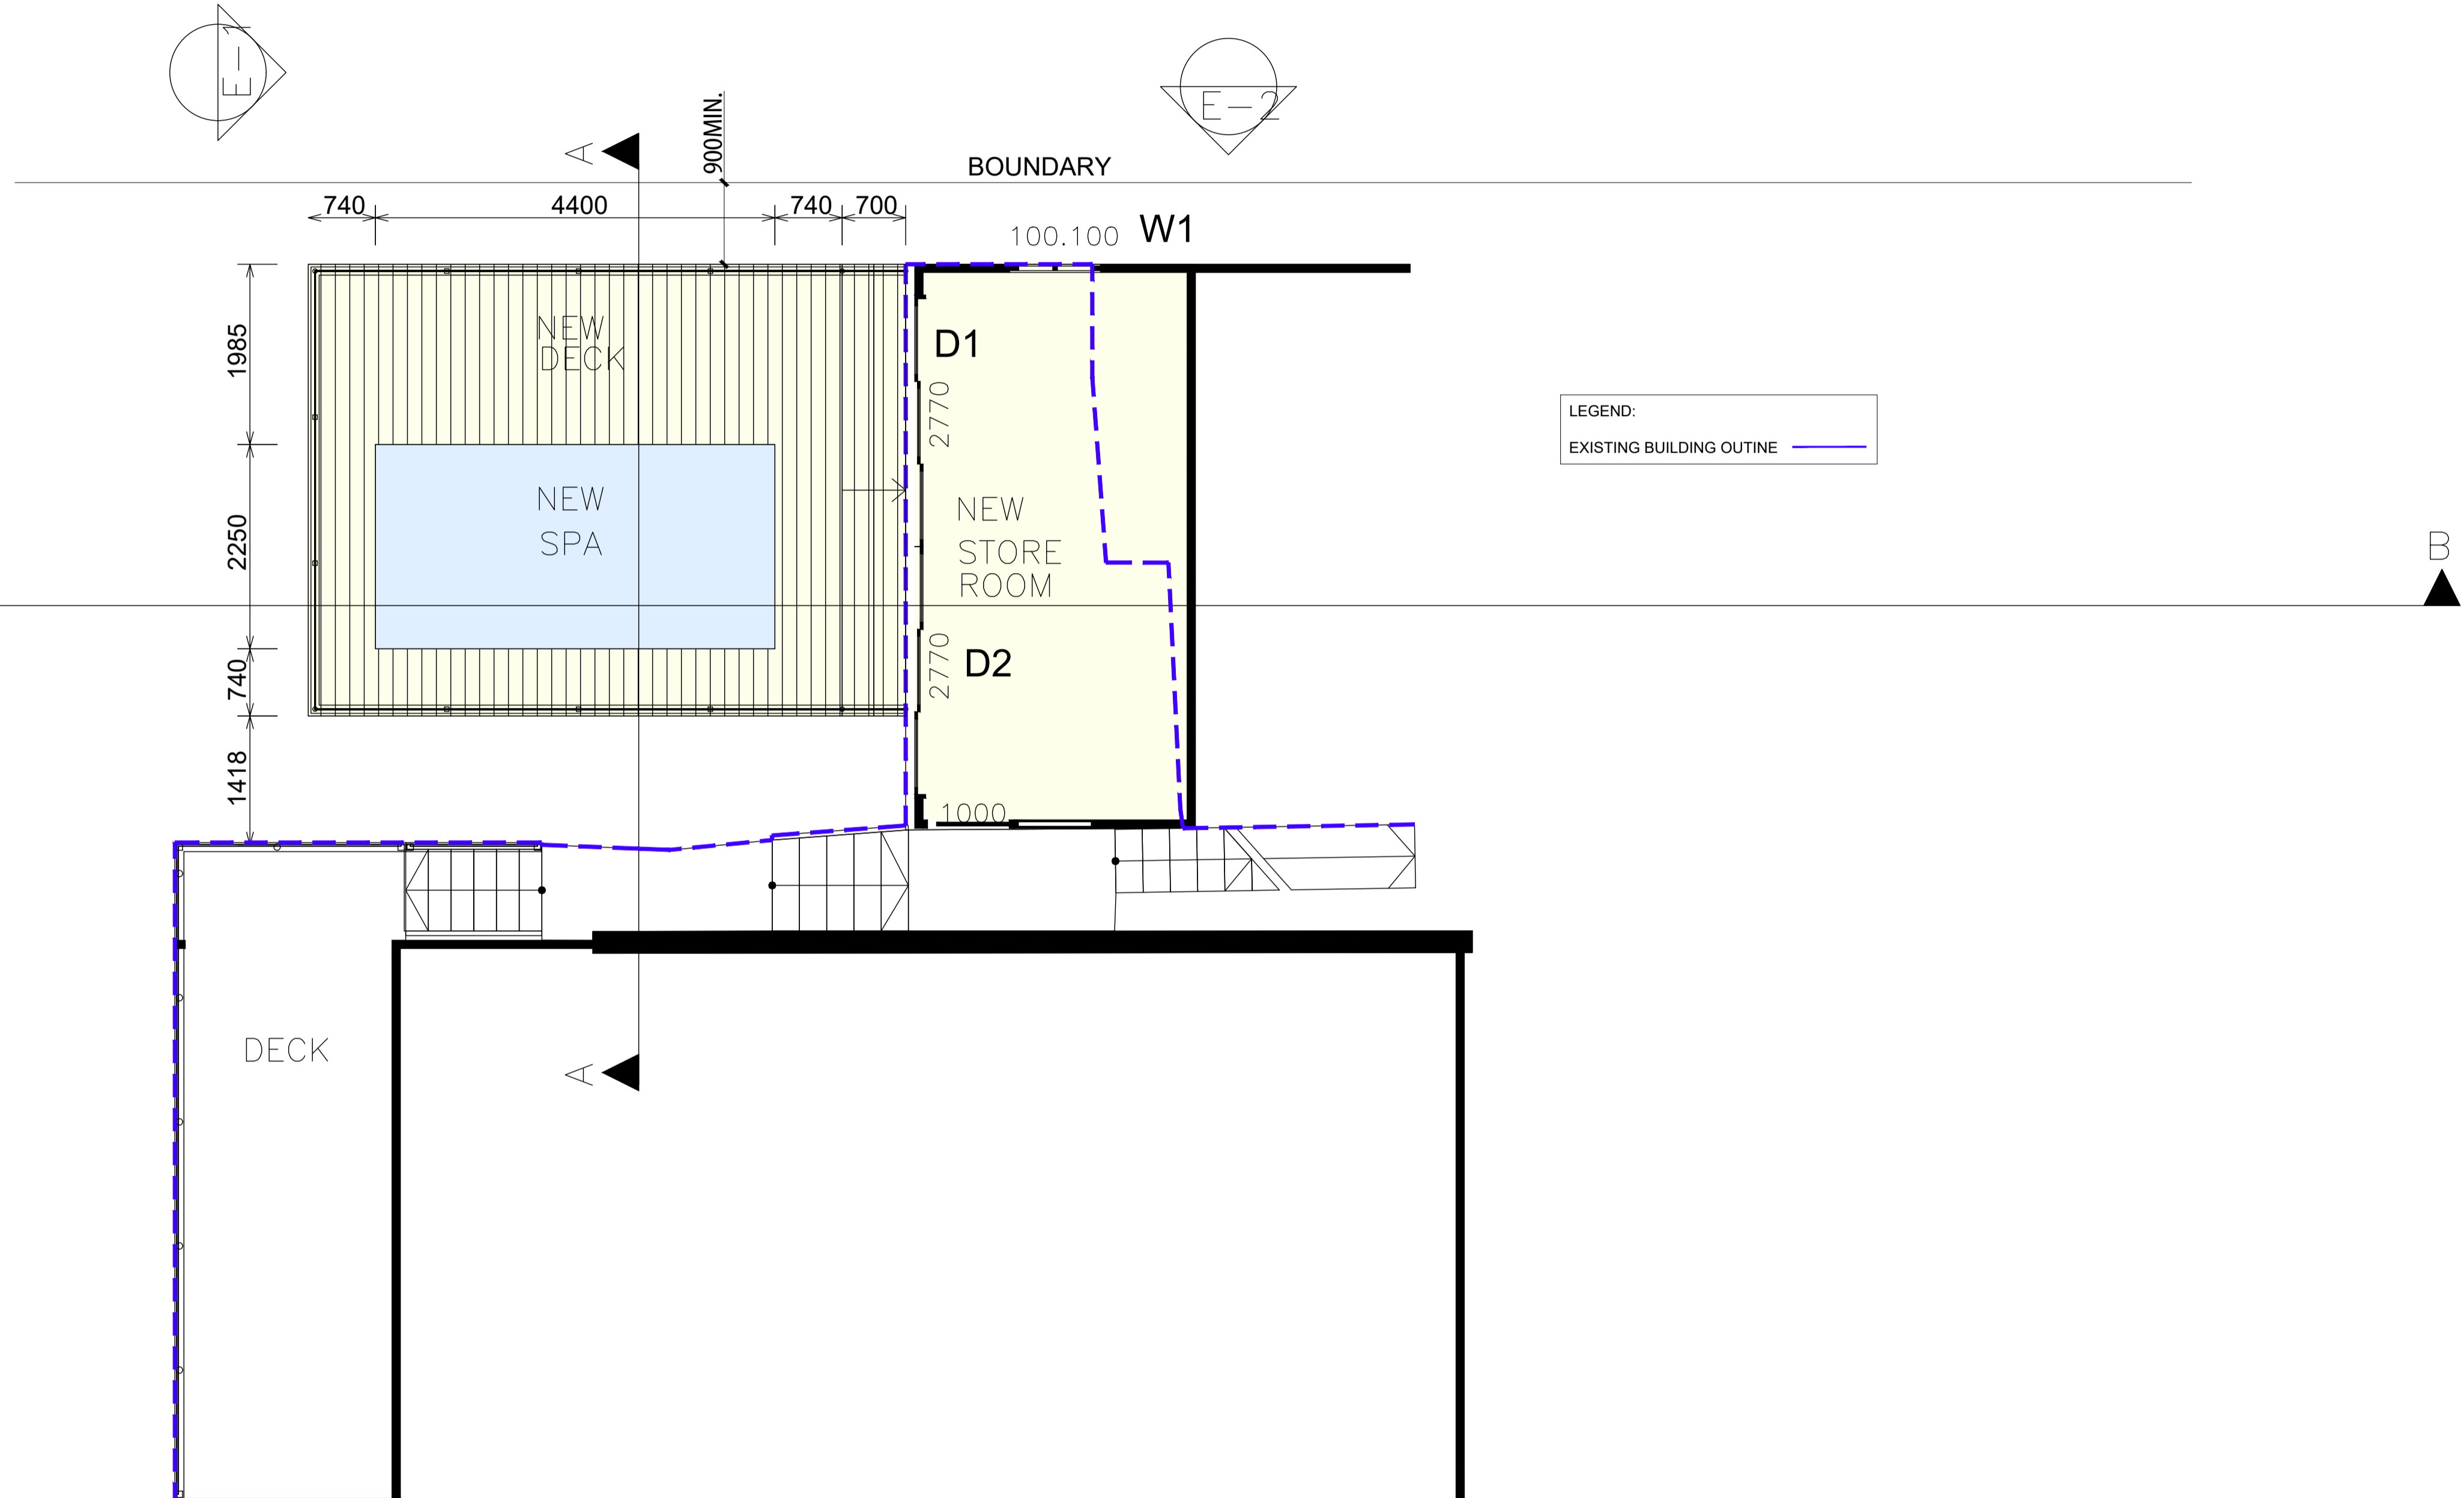 E-1
E-2
A
900MIN.
BOUNDARY
740
4400
740
700
100.100
W1
NEW
DECK
D1
1985
2770
LEGEND:
EXISTING BUILDING OUTINE
NEW
SPA
NEW
STORE
ROOM
2250
B
D2
2770
740
1418
1000
DECK
A